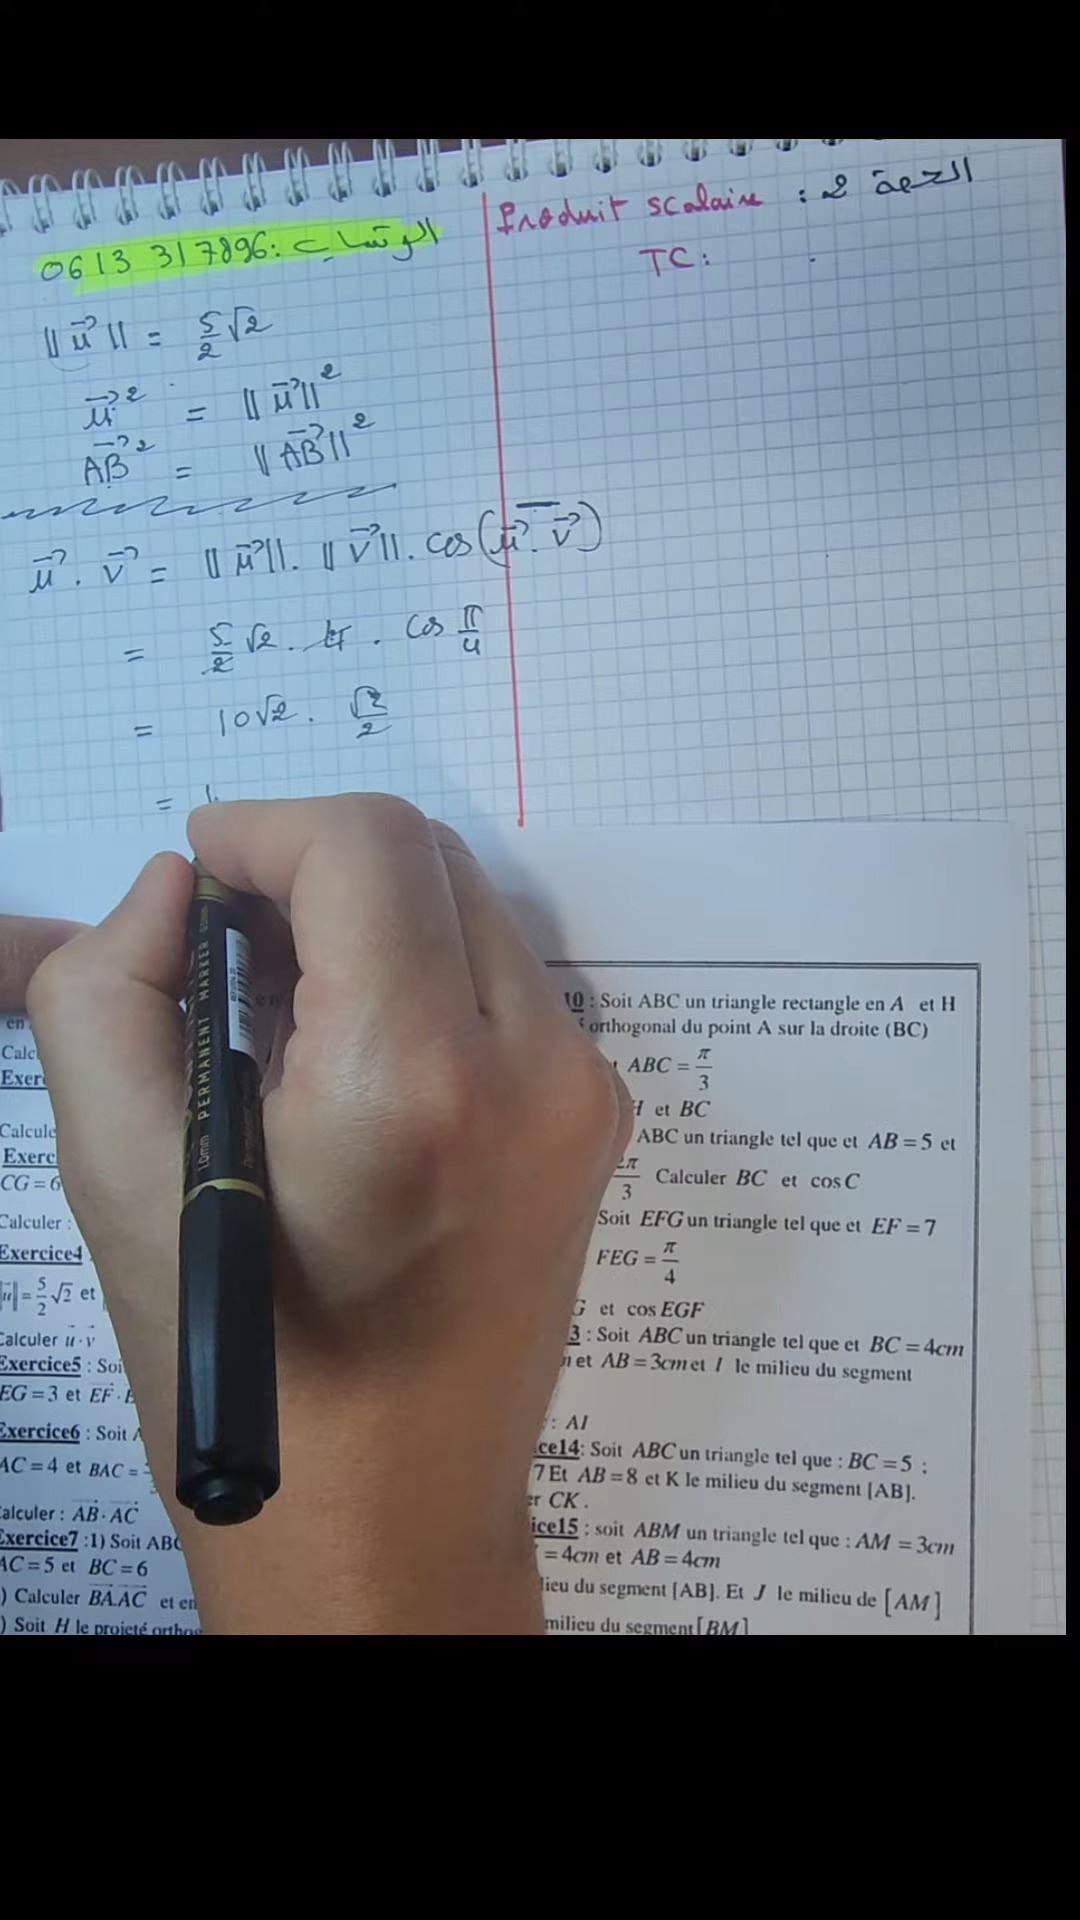 Produit scalaire : الحصة 2
TC:
0613 317896: الوتساب
||u⃗|| = 5/2 √2
u⃗² = ||u⃗||²
AB⃗² = ||AB⃗||²
u⃗ . v⃗ = ||u⃗|| . ||v⃗|| . cos(u⃗ . v⃗)
= 5/2 √2 . 4 . cos π/4
= 10√2 . √2/2
=
PERMANENT MARKER
1.0mm
en
Calc
Exer
Calcule
Exerc
CG = 6
Calculer :
Exercice4
|u⃗| = 5/2 √2 et
Calculer u⃗ · v⃗
Exercice5 : Soi
EG = 3 et EF ·
Exercice6 : Soit
AC = 4 et BAC =
Calculer : AB⃗ · AC⃗
Exercice7 :1) Soit ABC
AC = 5 et BC = 6
) Calculer BA⃗.AC⃗ et en
) Soit H le projeté orthog
10 : Soit ABC un triangle rectangle en A et H
orthogonal du point A sur la droite (BC)
ABC = π/3
H et BC
ABC un triangle tel que et AB = 5 et
2π/3 Calculer BC et cos C
Soit EFG un triangle tel que et EF = 7
FEG = π/4
G et cos EGF
3 : Soit ABC un triangle tel que et BC = 4cm
et AB = 3cm et I le milieu du segment
: AI
ice14: Soit ABC un triangle tel que : BC = 5 ;
7 Et AB = 8 et K le milieu du segment [AB].
er CK .
ice15 : soit ABM un triangle tel que : AM = 3cm
= 4cm et AB = 4cm
lieu du segment [AB]. Et J le milieu de [AM]
milieu du segment [BM]